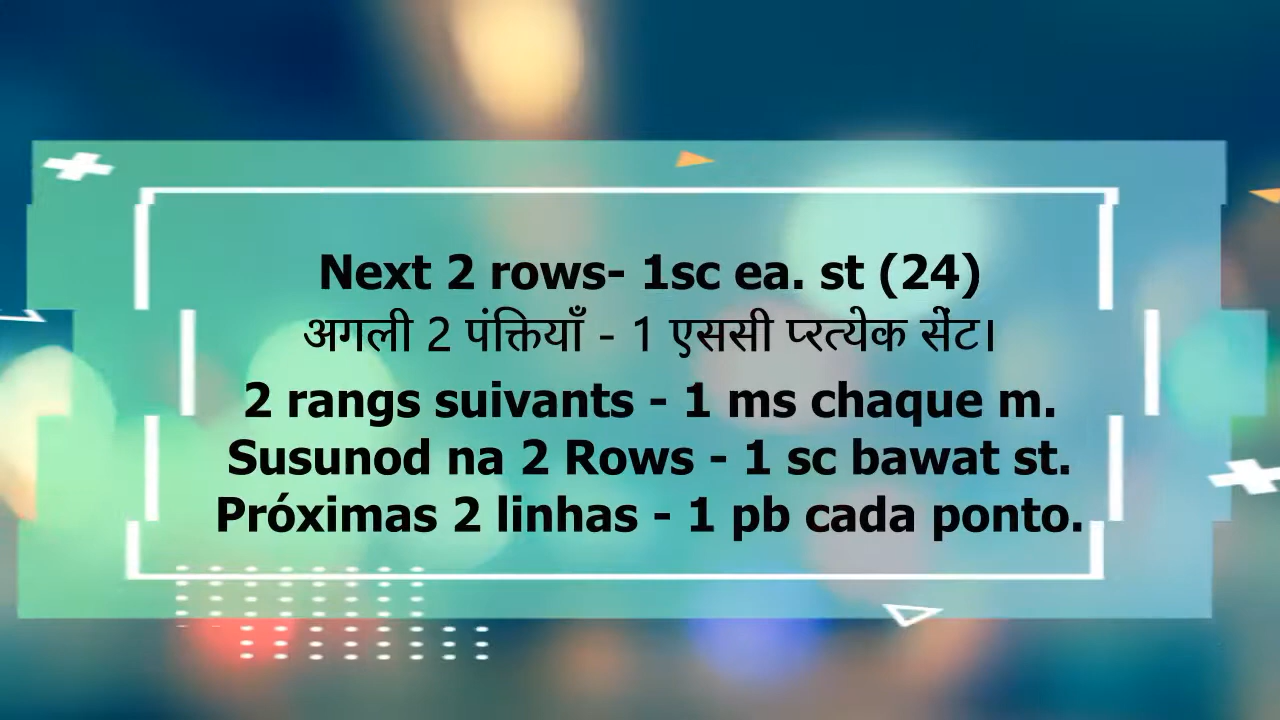 Next 2 rows- 1sc ea. st (24)
अगली 2 पंक्तियाँ - 1 एससी प्रत्येक सेंट।
2 rangs suivants - 1 ms chaque m.
Susunod na 2 Rows - 1 sc bawat st.
Próximas 2 linhas - 1 pb cada ponto.